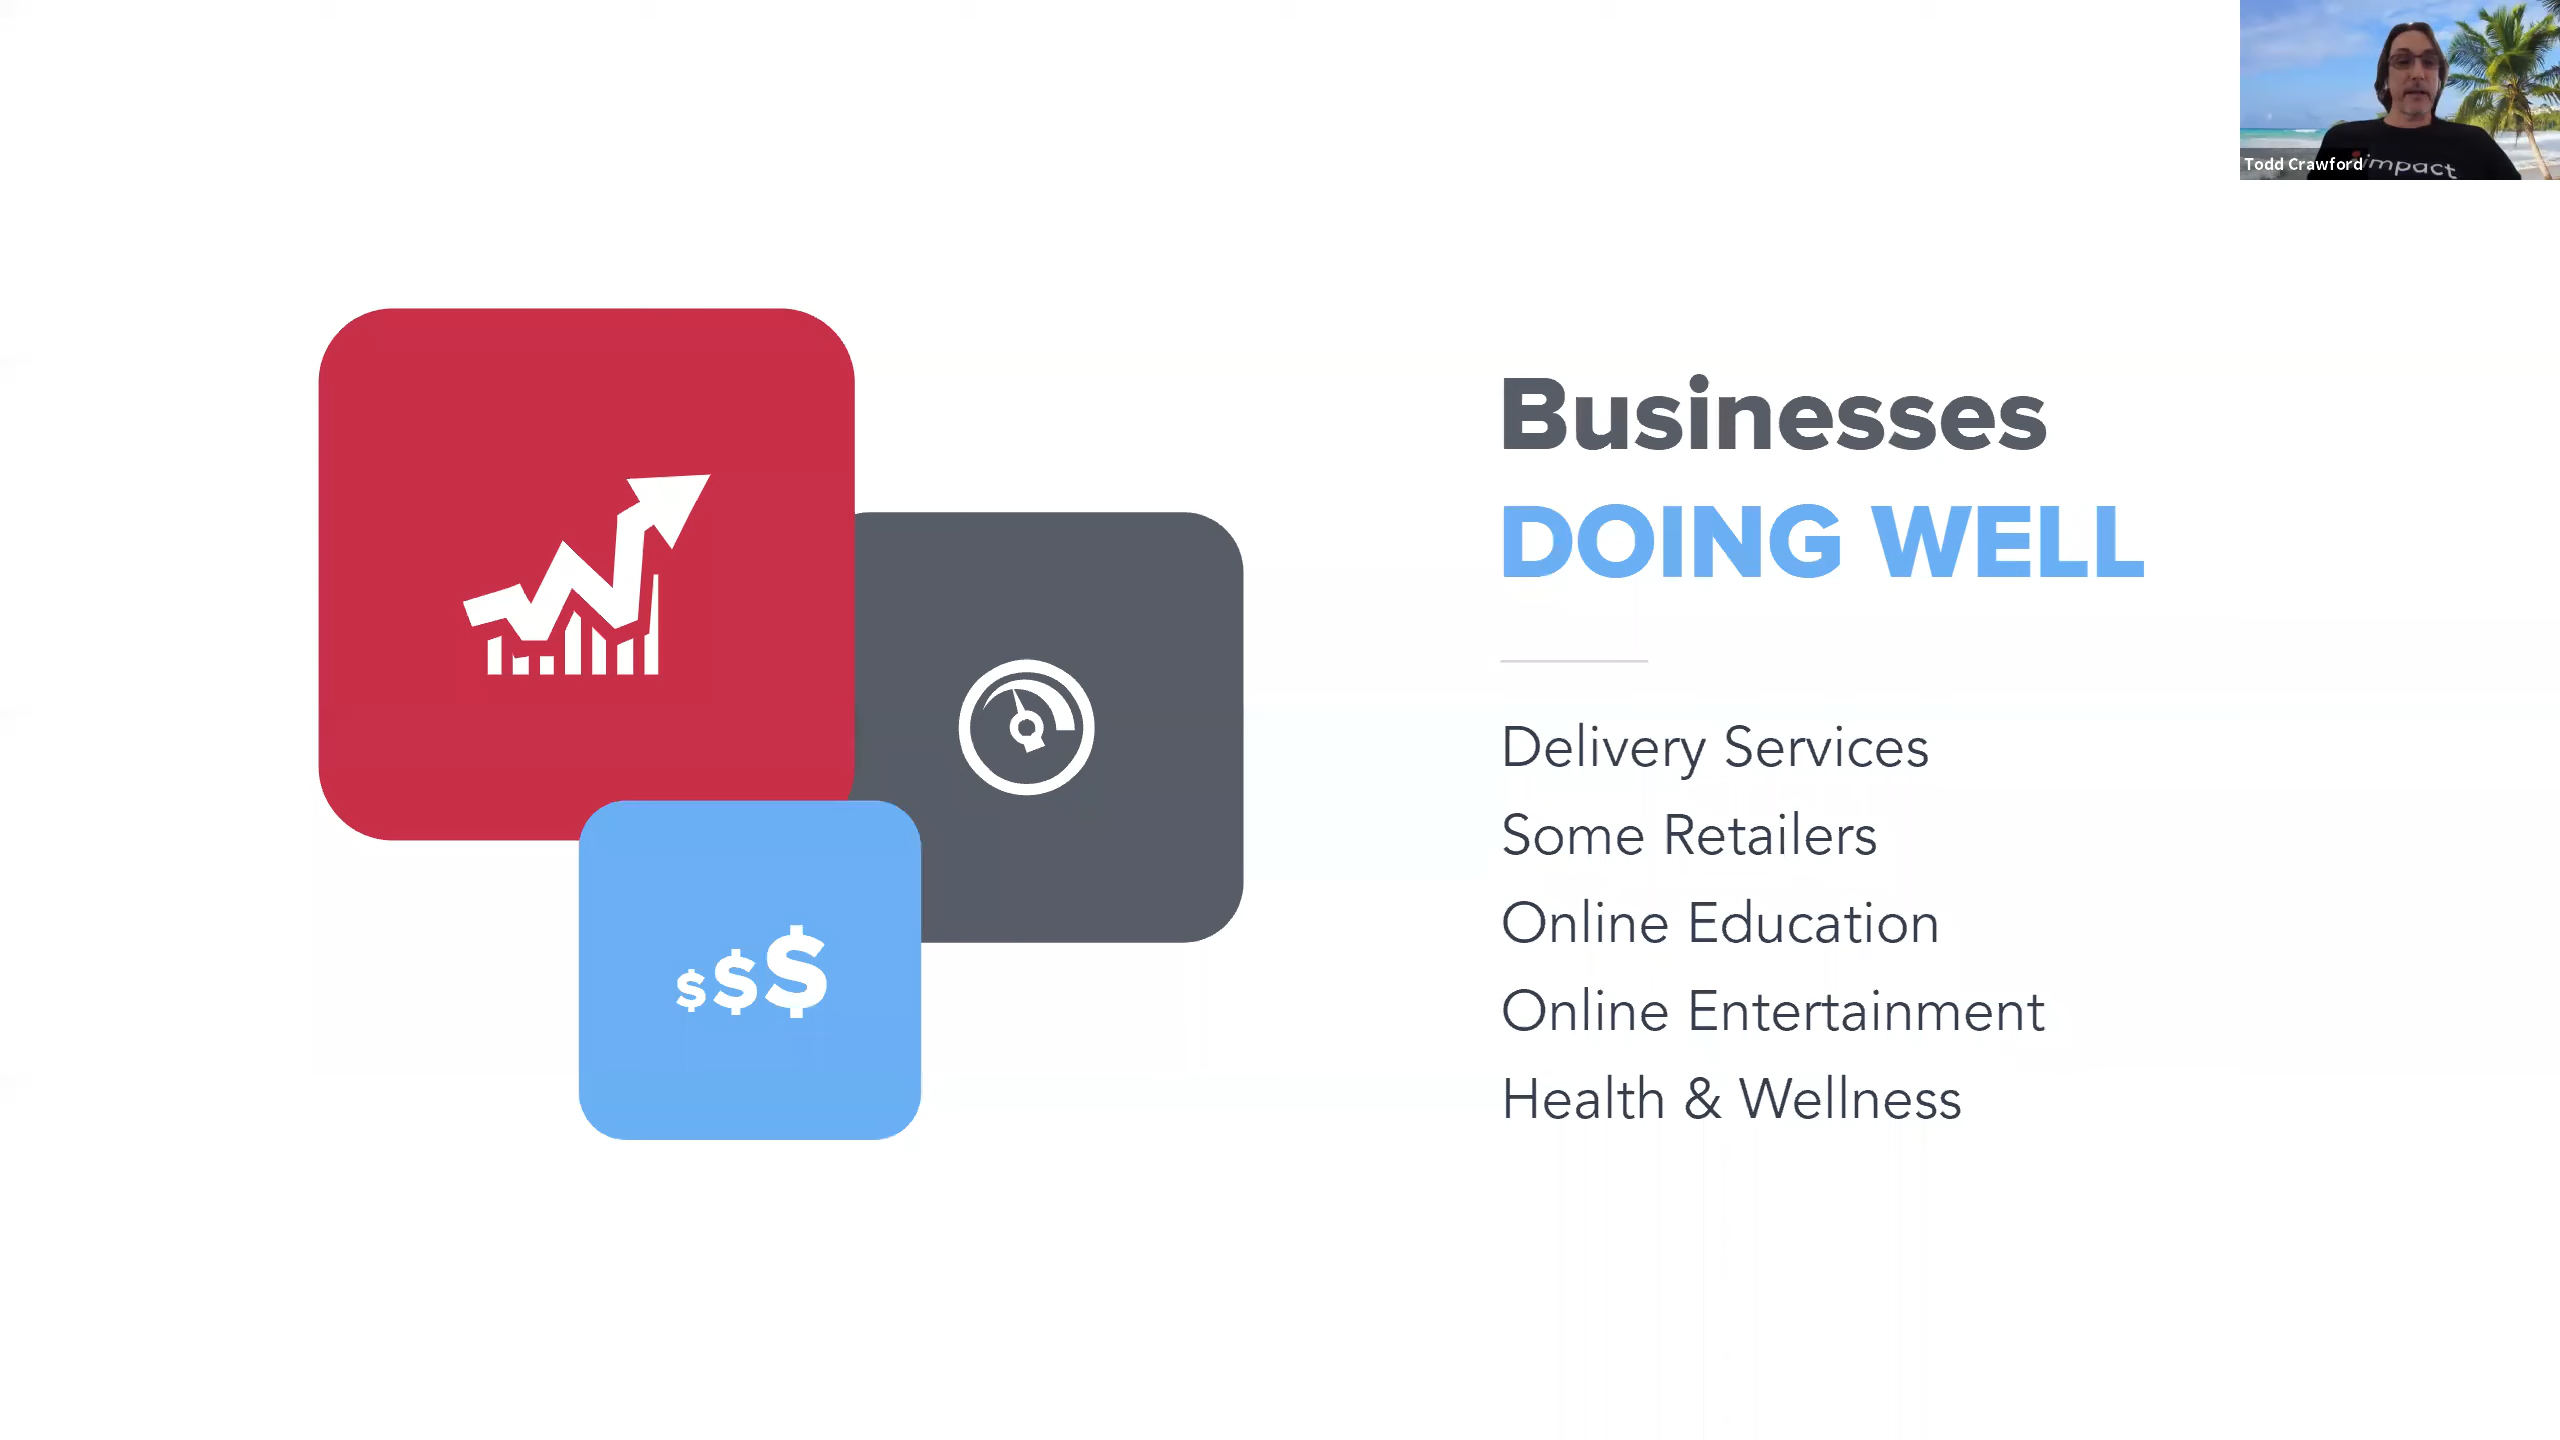 Todd Crawford
impact
Businesses
DOING WELL
$$$
Delivery Services
Some Retailers
Online Education
Online Entertainment
Health & Wellness